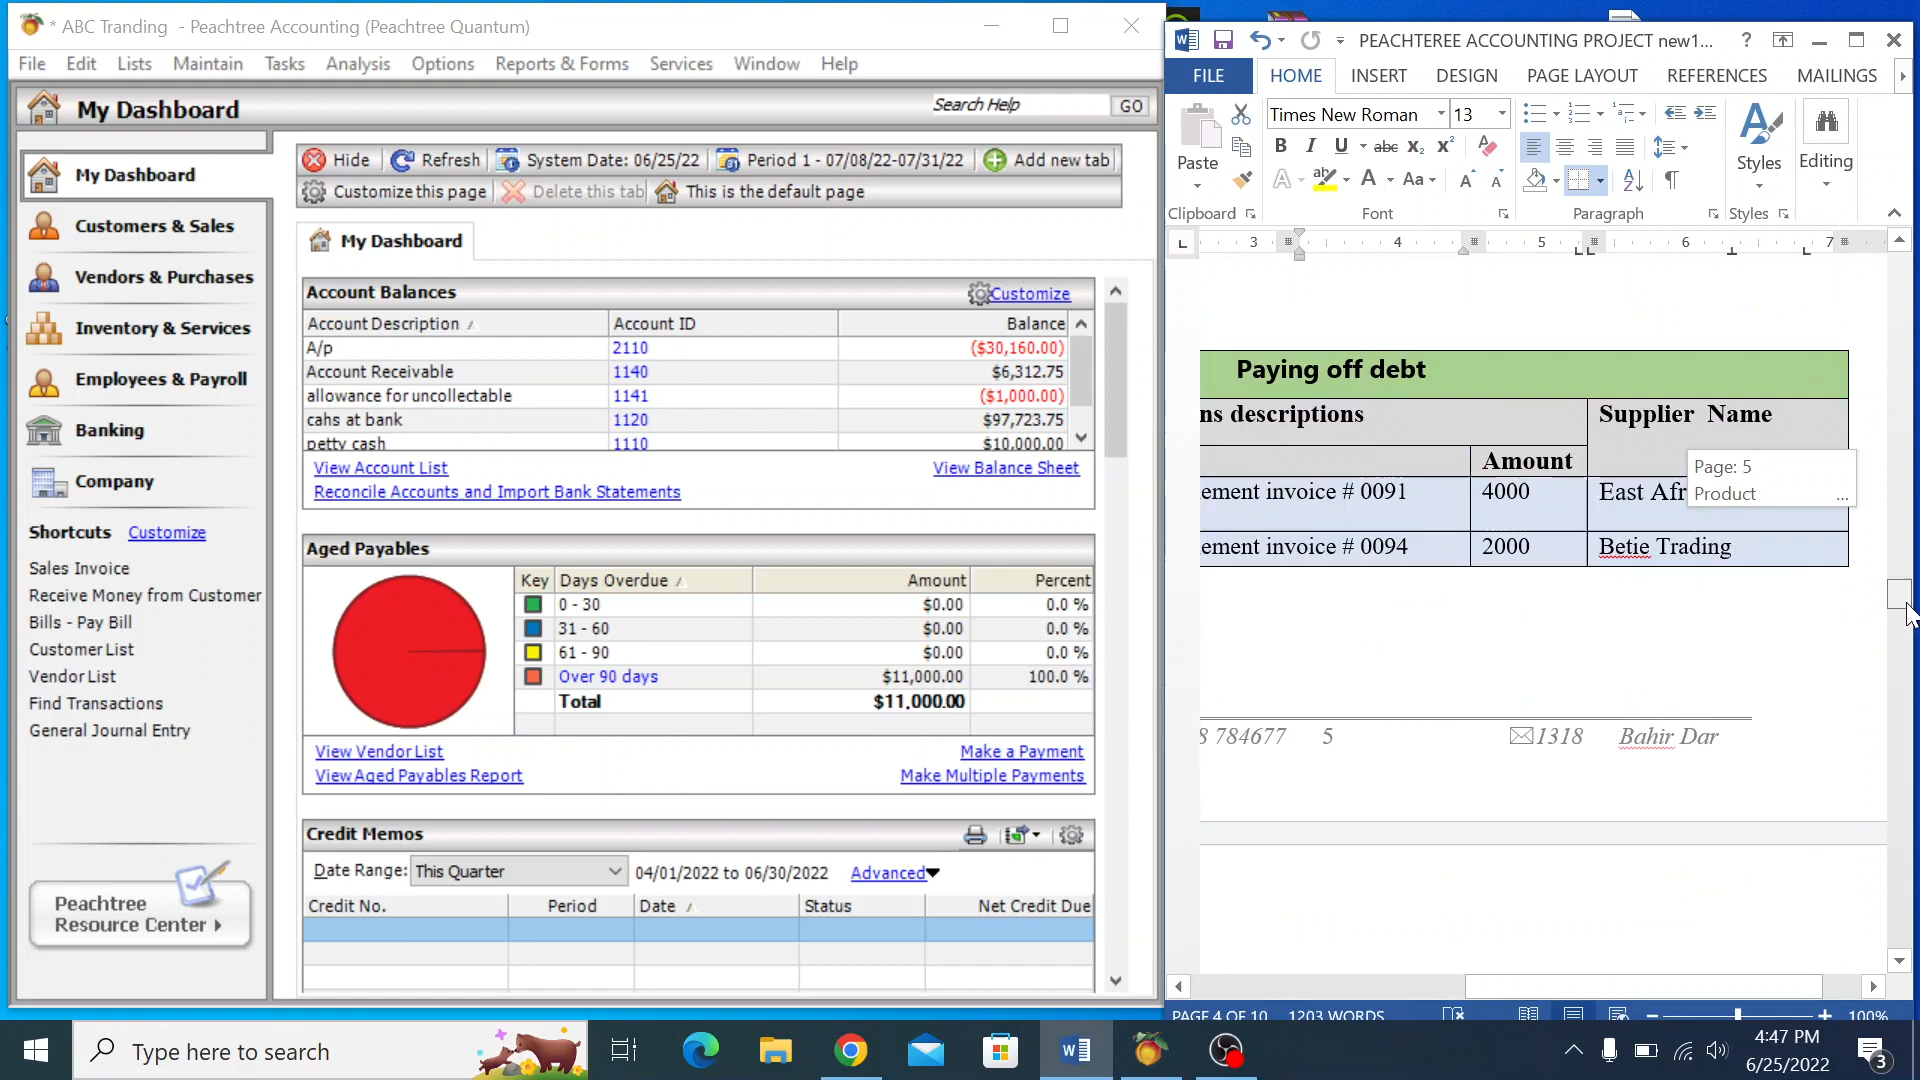 * ABC Tranding - Peachtree Accounting (Peachtree Quantum)
File Edit Lists Maintain Tasks Analysis Options Reports & Forms Services Window Help
My Dashboard
Search Help GO
My Dashboard
Customers & Sales
Vendors & Purchases
Inventory & Services
Employees & Payroll
Banking
Company
Shortcuts Customize
Sales Invoice
Receive Money from Customer
Bills - Pay Bill
Customer List
Vendor List
Find Transactions
General Journal Entry
Peachtree
Resource Center
Hide Refresh System Date: 06/25/22 Period 1 - 07/08/22-07/31/22 Add new tab
Customize this page Delete this tab This is the default page
My Dashboard
Account Balances Customize
Account Description Account ID Balance
A/p 2110 ($30,160.00)
Account Receivable 1140 $6,312.75
allowance for uncollectable 1141 ($1,000.00)
cahs at bank 1120 $97,723.75
petty cash 1110 $10,000.00
View Account List View Balance Sheet
Reconcile Accounts and Import Bank Statements
Aged Payables
Key Days Overdue Amount Percent
0 - 30 $0.00 0.0 %
31 - 60 $0.00 0.0 %
61 - 90 $0.00 0.0 %
Over 90 days $11,000.00 100.0 %
Total $11,000.00
View Vendor List Make a Payment
View Aged Payables Report Make Multiple Payments
Credit Memos
Date Range: This Quarter 04/01/2022 to 06/30/2022 Advanced
Credit No. Period Date Status Net Credit Due
PEACHTEREE ACCOUNTING PROJECT new1... ?
FILE HOME INSERT DESIGN PAGE LAYOUT REFERENCES MAILINGS
Times New Roman 13
Paste B I U abc X₂ X² Styles Editing
A ab A Aa A A
Clipboard Font Paragraph Styles
3 4 5 6 7
Paying off debt
ns descriptions Supplier Name
Amount
ement invoice # 0091 4000 East Afr
ement invoice # 0094 2000 Betie Trading
Page: 5
Product ...
8 784677 5 1318 Bahir Dar
PAGE 4 OF 10 1203 WORDS 100%
Type here to search
4:47 PM
6/25/2022
3